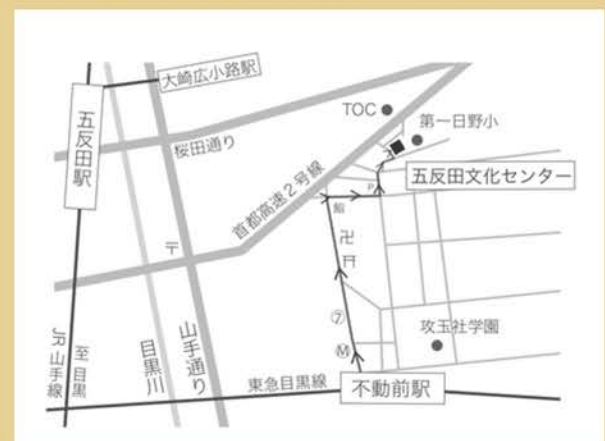 大崎広小路駅
五反田駅
TOC
第一日野小
桜田通り
五反田文化センター
P
首都高速2号線
〒
卍
⑦
攻玉社学園
Ⓜ
山手通り
目黒川
JR山手線
至 目黒
東急目黒線
不動前駅